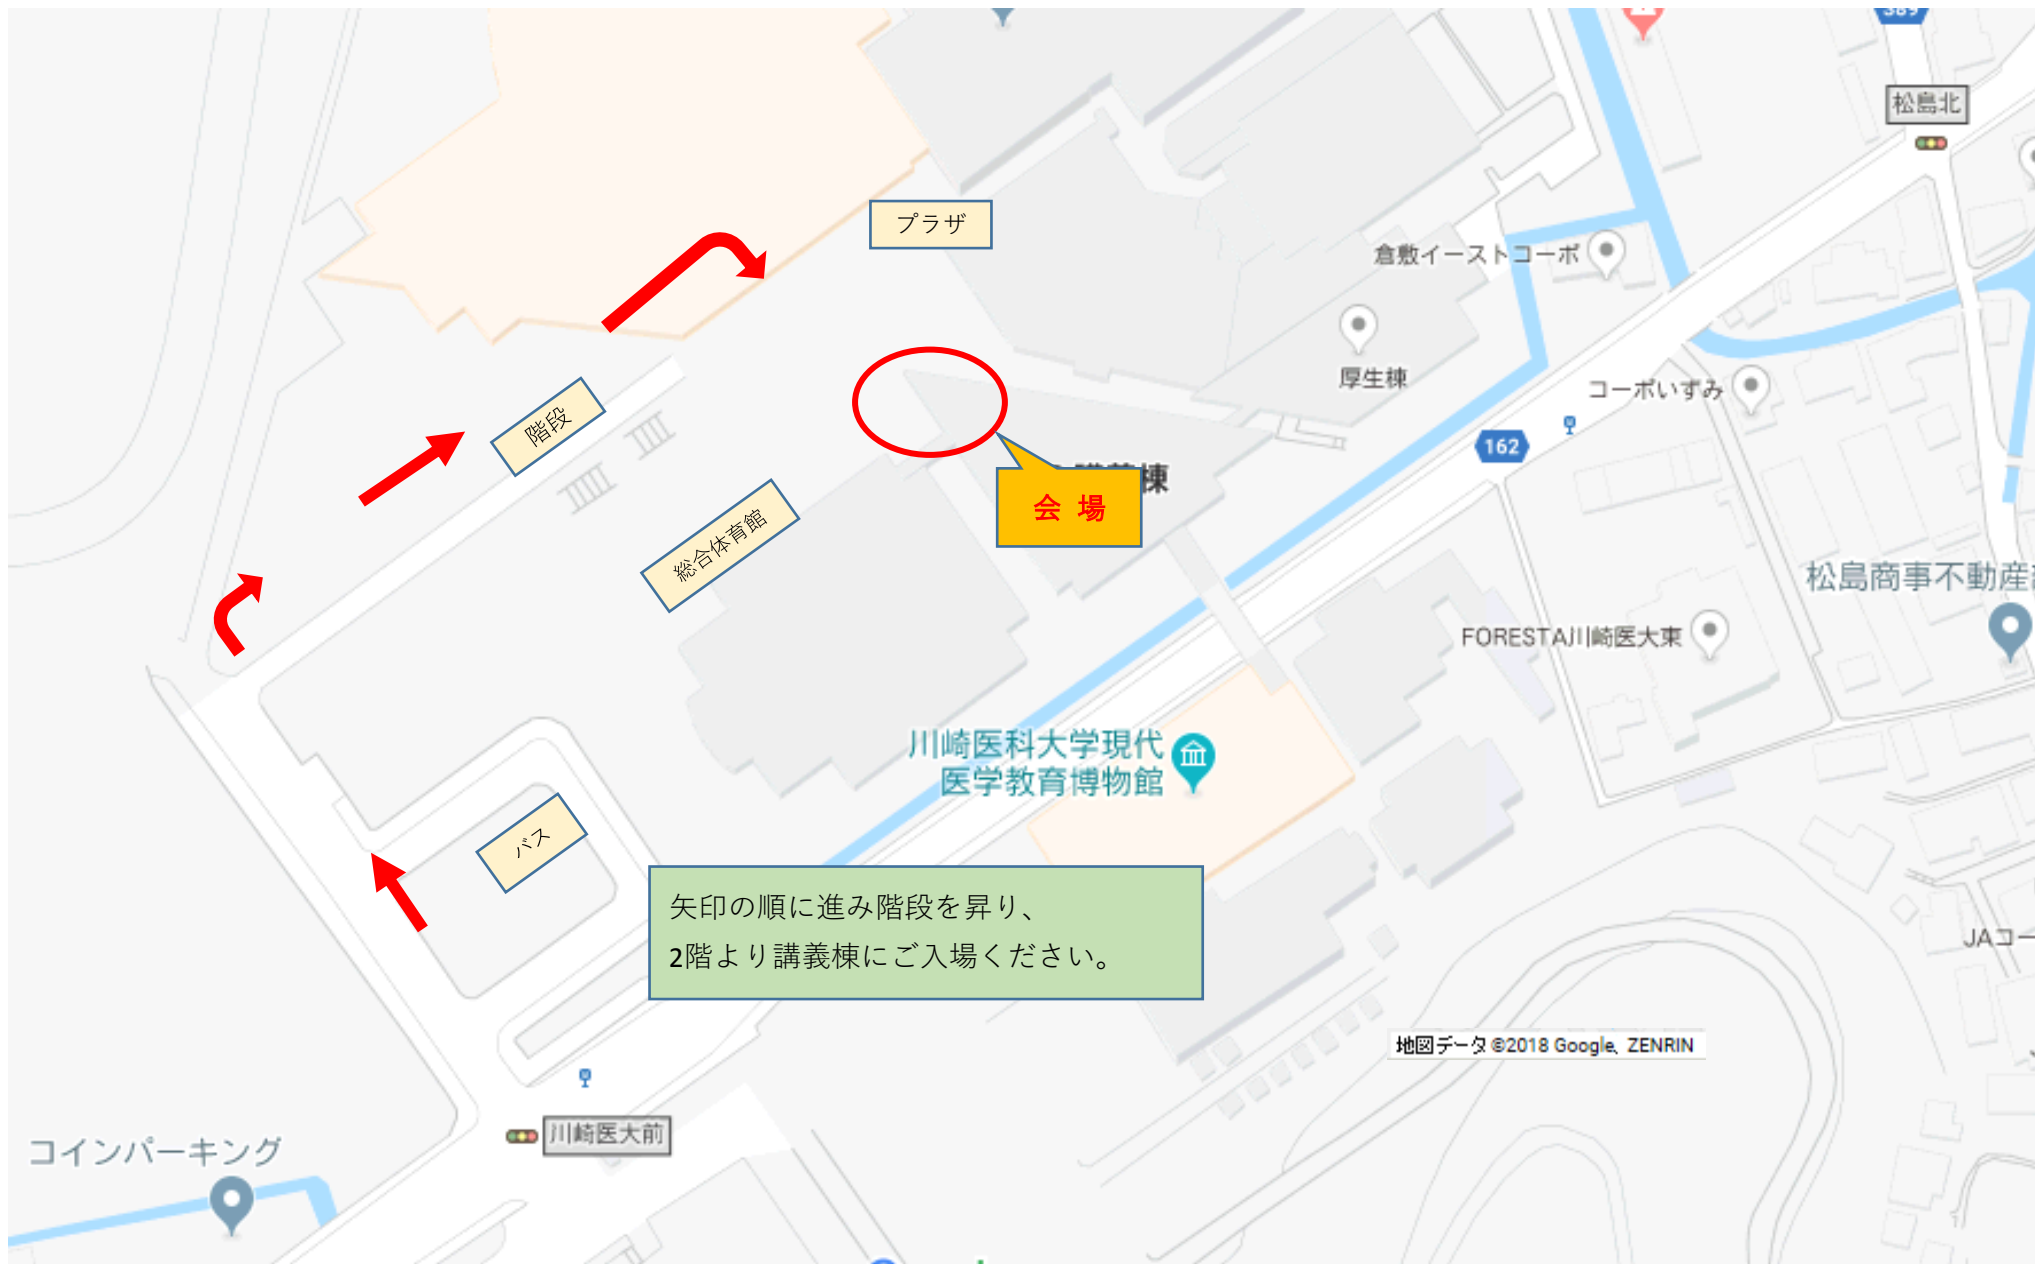 松島北
プラザ
倉敷イーストコーポ
厚生棟
コーポいずみ
階段
162
棟
会 場
総合体育館
松島商事不動産
FORESTA川崎医大東
川崎医科大学現代
医学教育博物館
バス
矢印の順に進み階段を昇り、
2階より講義棟にご入場ください。
JAコー
地図データ ©2018 Google、ZENRIN
川崎医大前
コインパーキング